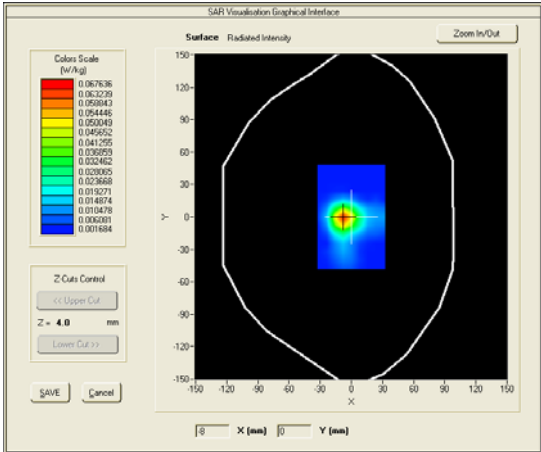 SAR Visualisation Graphical Interface
Surface Radiated Intensity
Zoom In/Out
Colors Scale
(W/kg)
0.067636
0.063239
0.058843
0.054446
0.050049
0.045652
0.041255
0.036859
0.032462
0.028065
0.023668
0.019271
0.014874
0.010478
0.006081
0.001684
150
120
90
60
30
0
-30
-60
-90
-120
-150
Y
-150 -120 -90 -60 -30 0 30 60 90 120 150
X
Z-Cuts Control
<< Upper Cut
Z = 4.0 mm
Lower Cut >>
SAVE Cancel
-8 X (mm) 0 Y (mm)